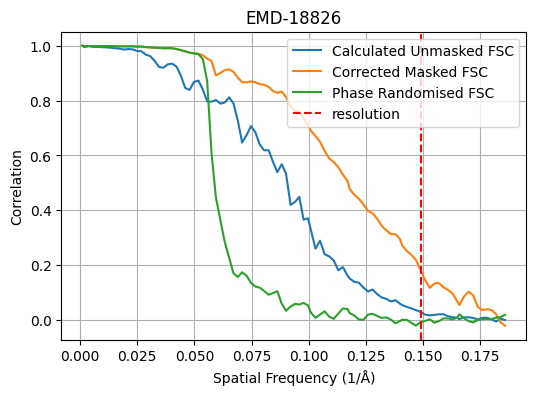 EMD-18826
Calculated Unmasked FSC
Corrected Masked FSC
Phase Randomised FSC
resolution
Correlation
1.0
0.8
0.6
0.4
0.2
0.0
0.000
0.025
0.050
0.075
0.100
0.125
0.150
0.175
Spatial Frequency (1/Å)